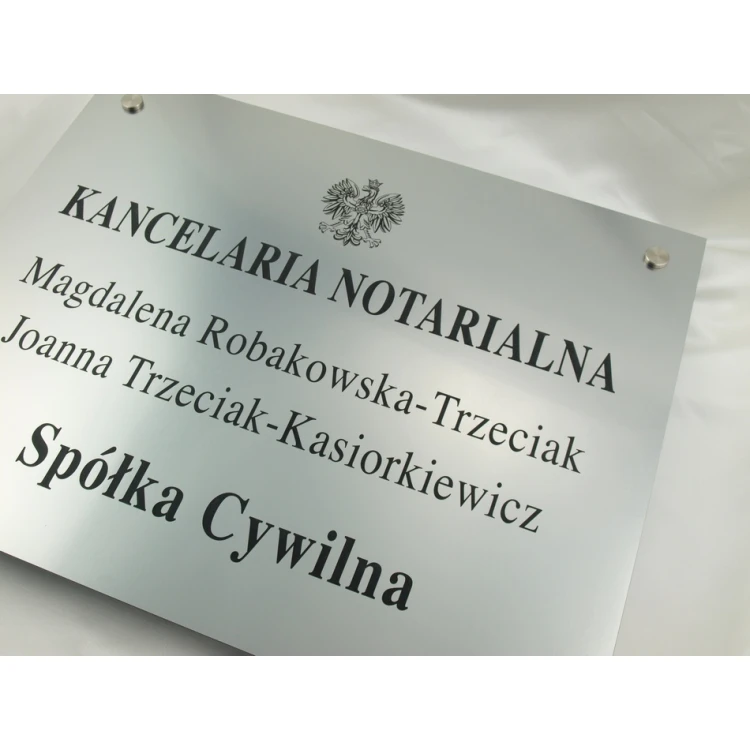 KANCELARIA NOTARIALNA
Magdalena Robakowska-Trzeciak
Joanna Trzeciak-Kasiorkiewicz
Spółka Cywilna